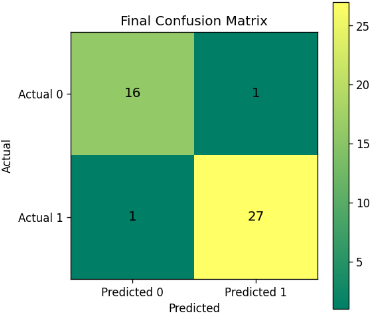 Final Confusion Matrix
Actual
Actual 0
16
1
Actual 1
1
27
Predicted 0
Predicted 1
Predicted
25
20
15
10
5